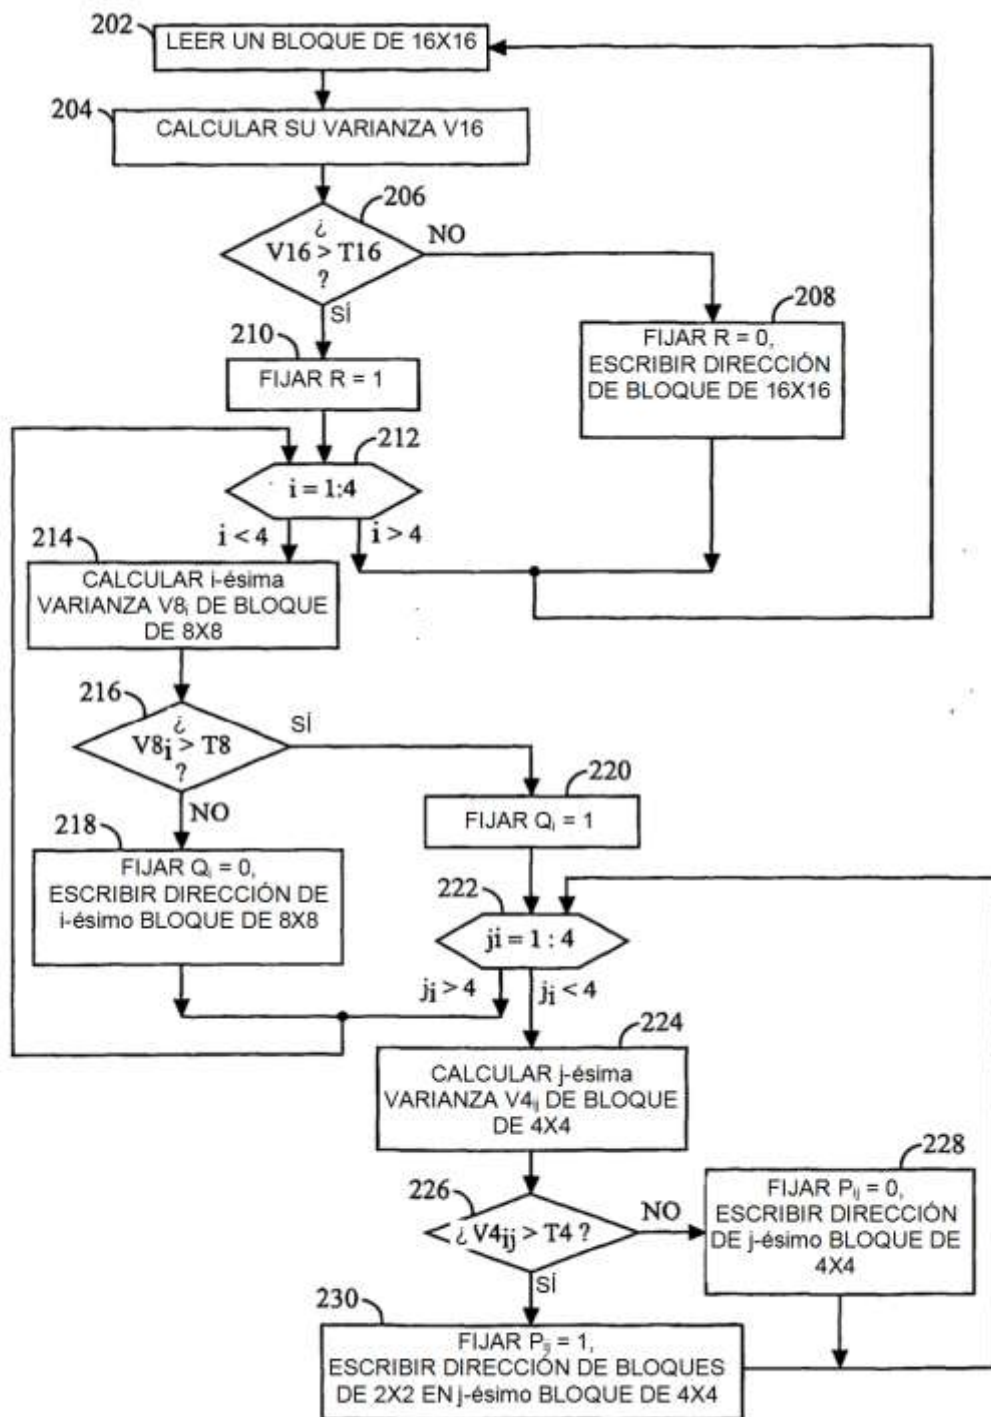 202
LEER UN BLOQUE DE 16X16
204
CALCULAR SU VARIANZA V16
206
¿
V16 > T16
?
NO
SÍ
208
FIJAR R = 0,
ESCRIBIR DIRECCIÓN
DE BLOQUE DE 16X16
210
FIJAR R = 1
212
i = 1:4
i < 4
i > 4
214
CALCULAR i-ésima
VARIANZA V8i DE BLOQUE
DE 8X8
216
¿
V8i > T8
?
SÍ
NO
218
FIJAR Qi = 0,
ESCRIBIR DIRECCIÓN DE
i-ésimo BLOQUE DE 8X8
220
FIJAR Qi = 1
222
ji = 1 : 4
ji > 4
ji < 4
224
CALCULAR j-ésima
VARIANZA V4ij DE BLOQUE
DE 4X4
226
¿ V4ij > T4 ?
NO
SÍ
228
FIJAR Pij = 0,
ESCRIBIR DIRECCIÓN
DE j-ésimo BLOQUE DE
4X4
230
FIJAR Pij = 1,
ESCRIBIR DIRECCIÓN DE BLOQUES
DE 2X2 EN j-ésimo BLOQUE DE 4X4